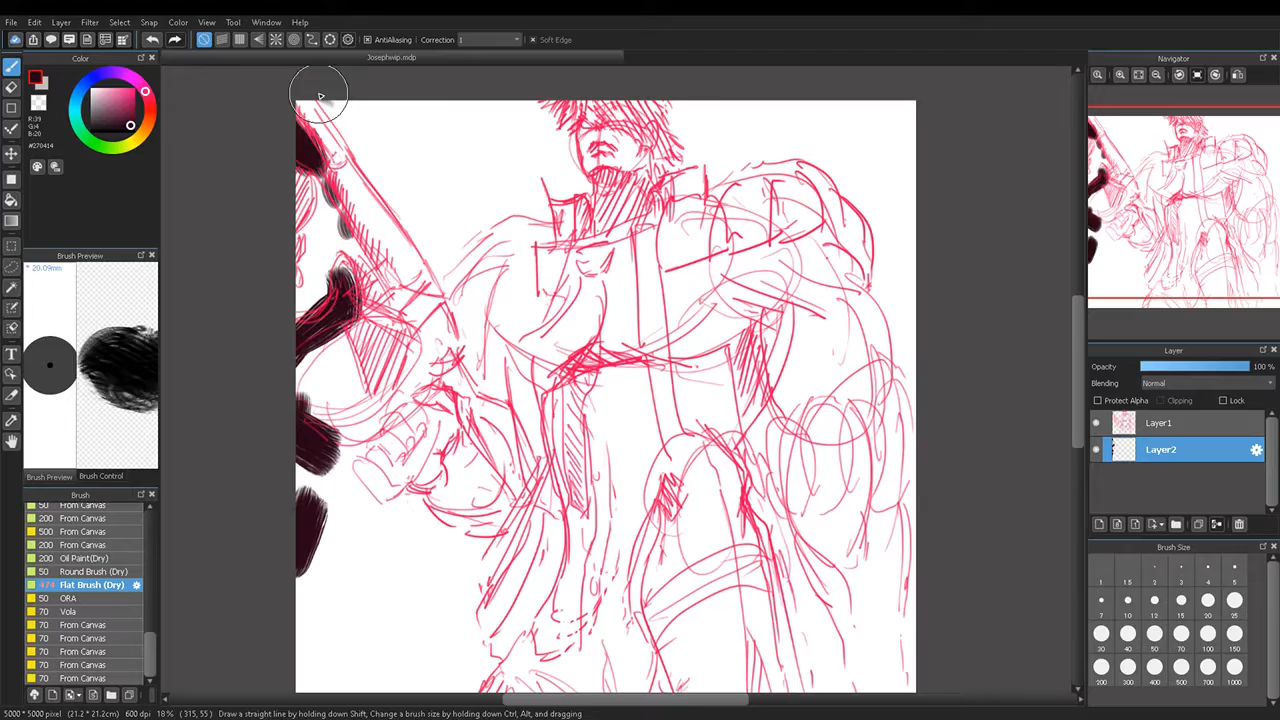 File Edit Layer Filter Select Snap Color View Tool Window Help
AntiAliasing Correction 1 Soft Edge
Josephwip.mdp
Color
R:39
G:4
B:20
#270414
Brush Preview
* 20.09mm
Brush Preview Brush Control
Brush
50 From Canvas
200 From Canvas
500 From Canvas
200 From Canvas
200 Oil Paint(Dry)
50 Round Brush (Dry)
474 Flat Brush (Dry)
50 ORA
70 Vola
70 From Canvas
70 From Canvas
70 From Canvas
70 From Canvas
70 From Canvas
Navigator
Layer
Opacity 100 %
Blending Normal
Protect Alpha Clipping Lock
Layer1
Layer2
Brush Size
1 1.5 2 3 4 5
7 10 12 15 20 25
30 40 50 70 100 150
200 300 400 500 700 1000
5000 * 5000 pixel (21.2 * 21.2cm) 600 dpi 18 % ( 315, 55 ) Draw a straight line by holding down Shift, Change a brush size by holding down Ctrl, Alt, and dragging